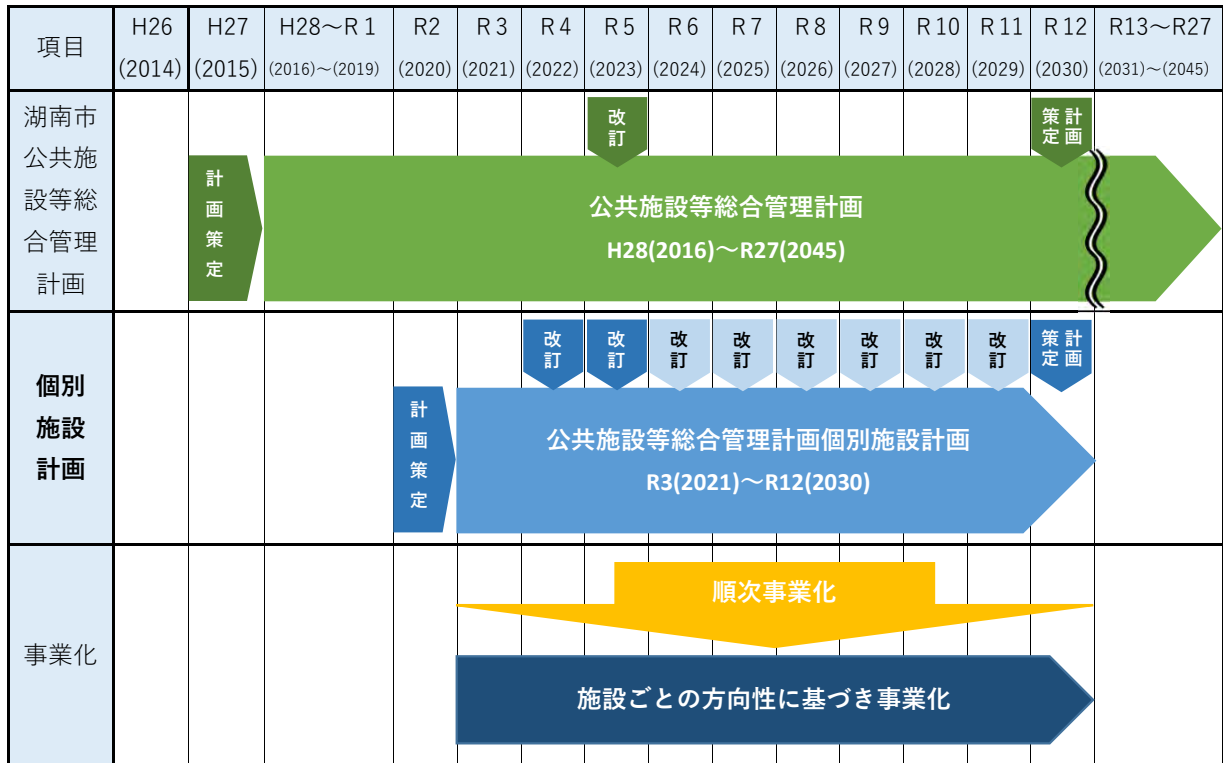 項目
H26
(2014)
H27
(2015)
H28～R１
(2016)～(2019)
R2
(2020)
R３
(2021)
R４
(2022)
R５
(2023)
R６
(2024)
R７
(2025)
R８
(2026)
R９
(2027)
R10
(2028)
R11
(2029)
R12
(2030)
R13～R27
(2031)～(2045)
湖南市
公共施
設等総
合管理
計画
計画策定
改訂
計画策定
公共施設等総合管理計画
H28(2016)～R27(2045)
個別
施設
計画
計画策定
改訂
改訂
改訂
改訂
改訂
改訂
改訂
改訂
計画策定
公共施設等総合管理計画個別施設計画
R3(2021)～R12(2030)
事業化
順次事業化
施設ごとの方向性に基づき事業化